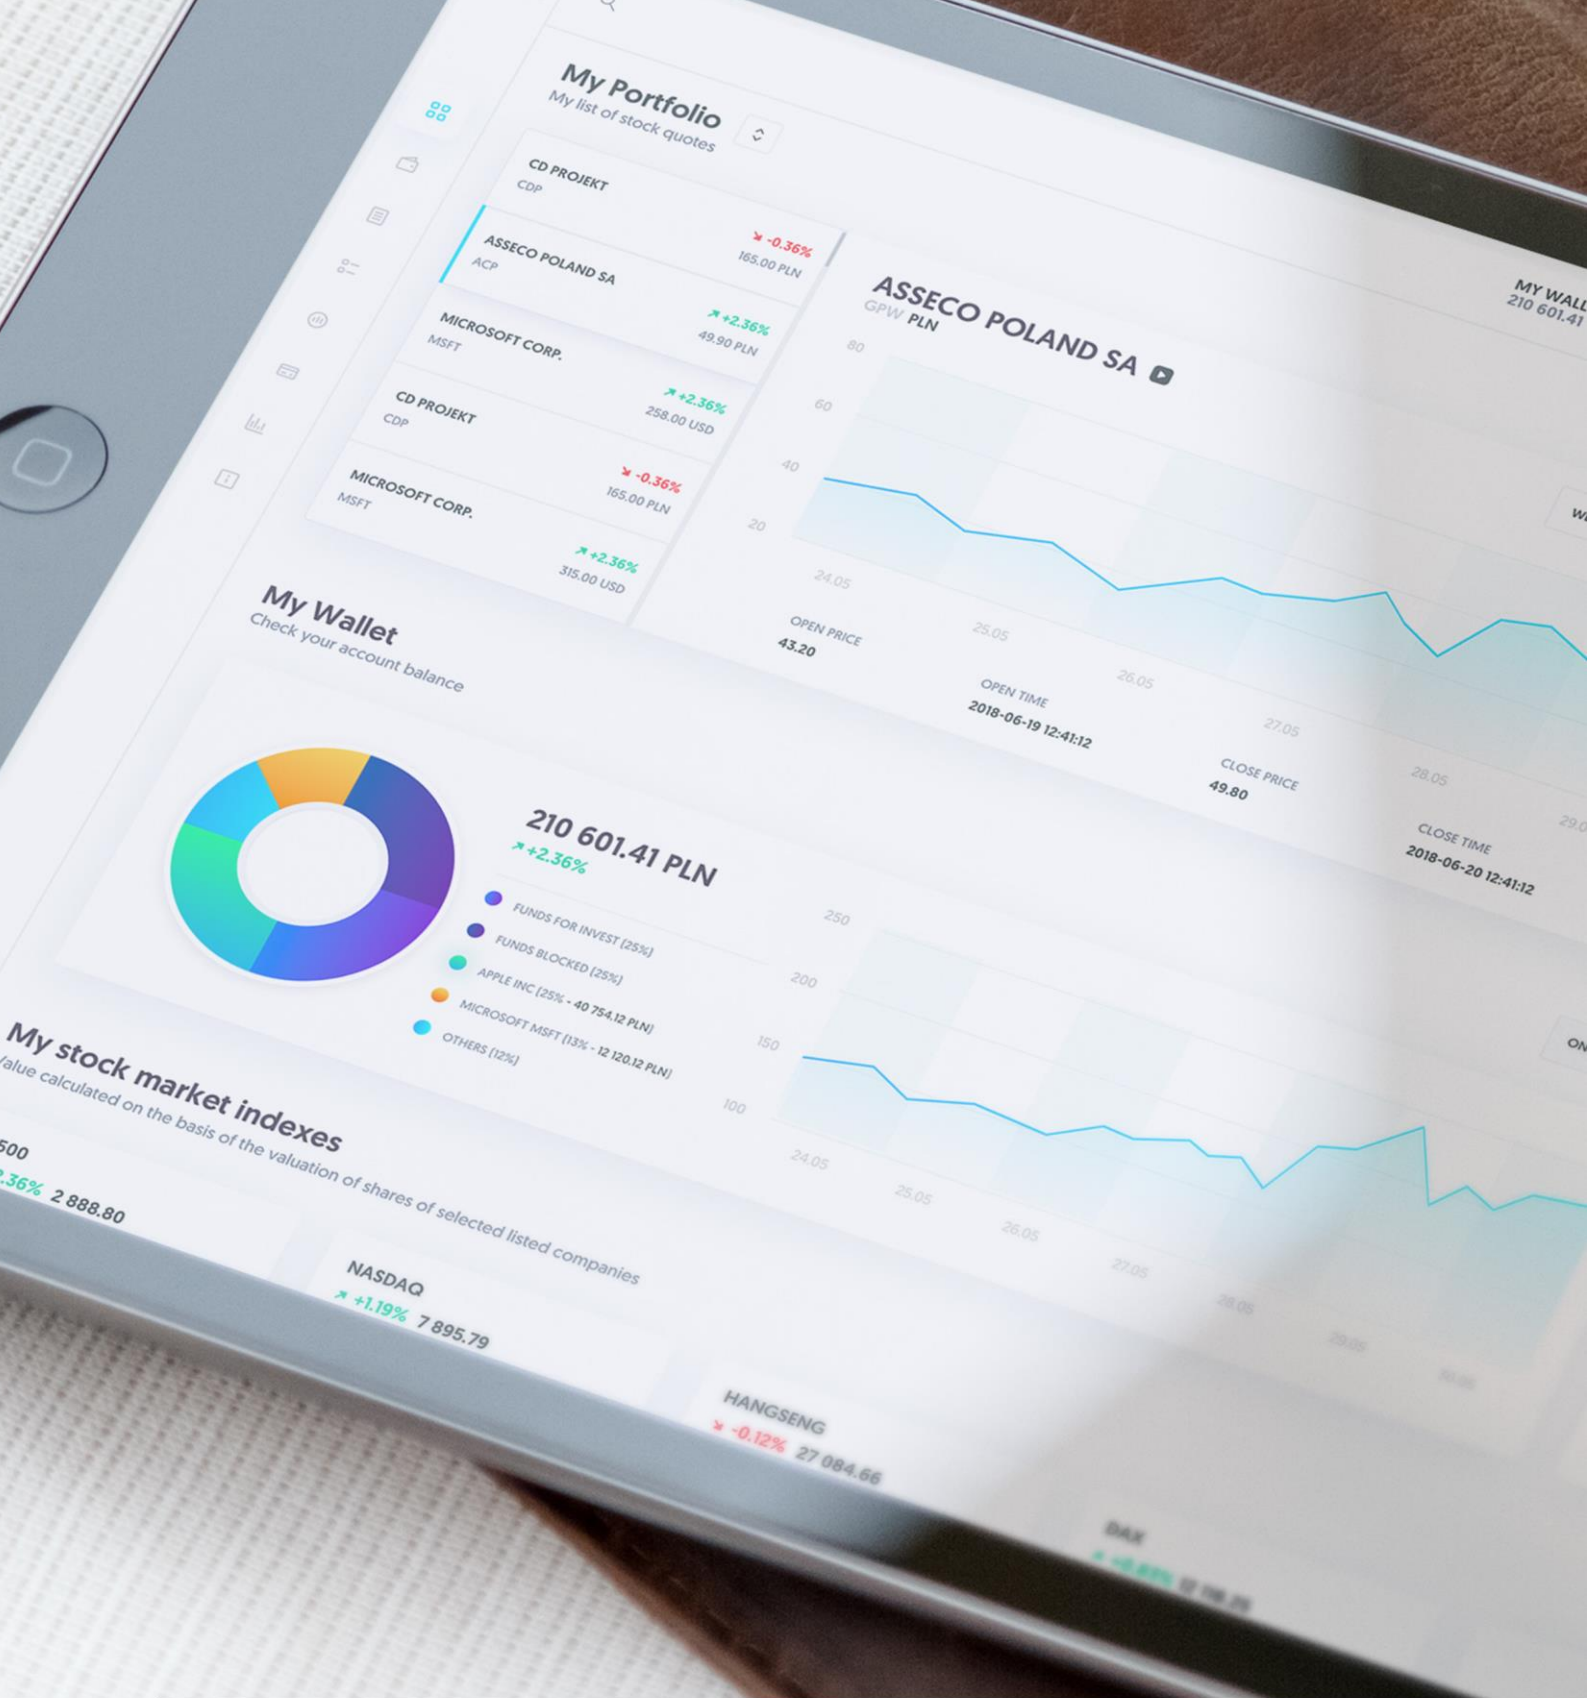 My Portfolio
My list of stock quotes
CD PROJEKT
CDP
-0.36%
165.00 PLN
ASSECO POLAND SA
ACP
+2.36%
49.90 PLN
MICROSOFT CORP.
MSFT
+2.36%
258.00 USD
CD PROJEKT
CDP
-0.36%
165.00 PLN
MICROSOFT CORP.
MSFT
+2.36%
315.00 USD
MY
210 601.41
ASSECO POLAND SA
GPW PLN
80
60
40
20
24.05
25.05
26.05
27.05
28.05
OPEN PRICE
43.20
OPEN TIME
2018-06-19 12:41:12
CLOSE PRICE
49.80
CLOSE TIME
2018-06-20 12:41:12
My Wallet
Check your account balance
210 601.41 PLN
+2.36%
FUNDS FOR INVEST (25%)
FUNDS BLOCKED (25%)
APPLE INC (25% - 40 754.12 PLN)
MICROSOFT MSFT (13% - 12 120.12 PLN)
OTHERS (12%)
250
200
150
100
24.05
25.05
26.05
27.05
28.05
29.05
My stock market indexes
Value calculated on the basis of the valuation of shares of selected listed companies
500
.36% 2 888.80
NASDAQ
+1.19% 7 895.79
HANGSENG
-0.12% 27 084.66
DAX